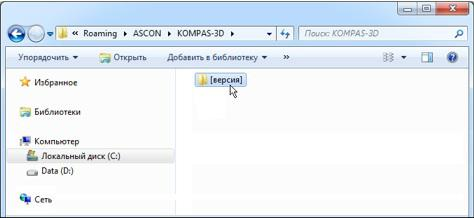 « Roaming ▸ ASCON ▸ KOMPAS-3D ▸ Поиск: KOMPAS-3D
Упорядочить Открыть Добавить в библиотеку »
Избранное
[версия]
Библиотеки
Компьютер
Локальный диск (C:)
Data (D:)
Сеть